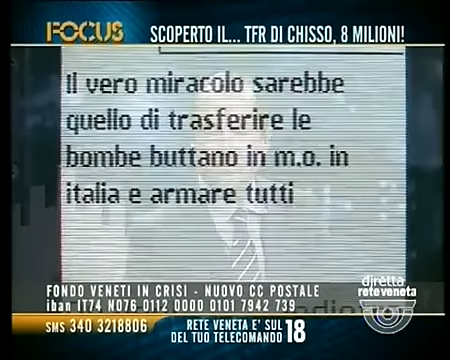 FOCUS
SCOPERTO IL... TFR DI CHISSO, 8 MILIONI!
Il vero miracolo sarebbe
quello di trasferire le
bombe buttano in m.o. in
italia e armare tutti
FONDO VENETI IN CRISI - NUOVO CC POSTALE
iban IT74 N076 0112 0000 0101 7942 739
diretta
reteveneta
SMS 340 3218806
RETE VENETA E' SUL
DEL TUO TELECOMANDO 18